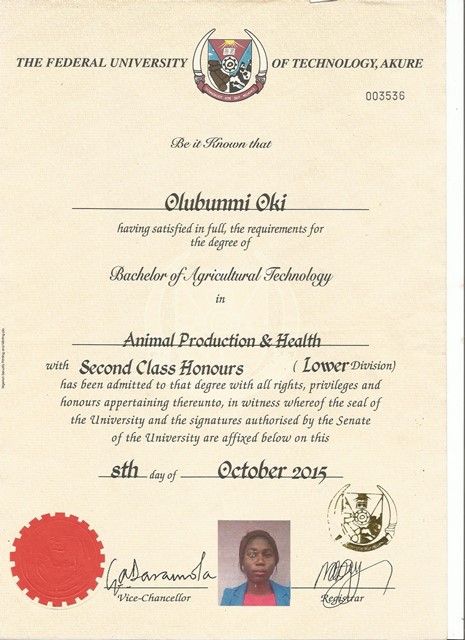 THE FEDERAL UNIVERSITY OF TECHNOLOGY, AKURE
003536
Be it Known that
Olubunmi Oki
having satisfied in full, the requirements for
the degree of
Bachelor of Agricultural Technology
in
Animal Production & Health
with Second Class Honours ( Lower Division)
has been admitted to that degree with all rights, privileges and
honours appertaining thereunto, in witness whereof the seal of
the University and the signatures authorised by the Senate
of the University are affixed below on this
8th day of October 2015
Vice-Chancellor
Registrar